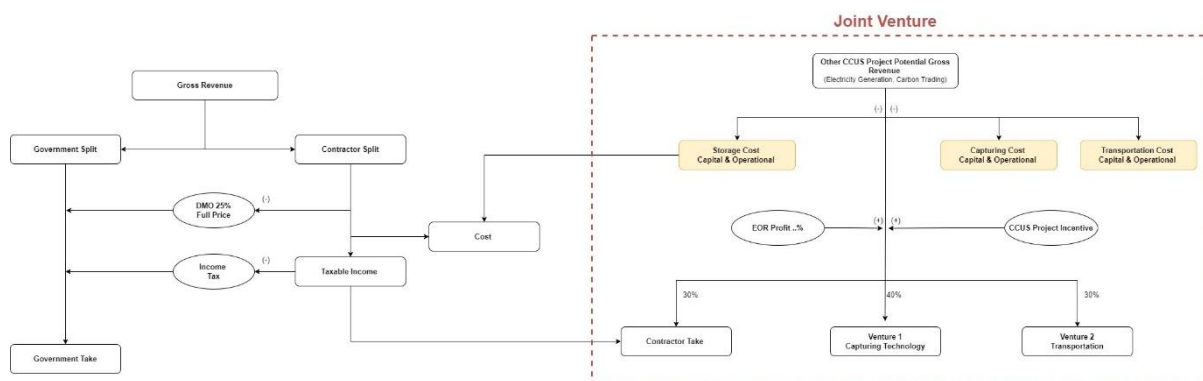 Joint Venture
Gross Revenue
Government Split
Contractor Split
DMO 25%
Full Price
(-)
Cost
Income
Tax
(-)
Taxable Income
Government Take
Other CCUS Project Potential Gross
Revenue
(Electricity Generation, Carbon Trading)
(-) (-)
Storage Cost
Capital & Operational
Capturing Cost
Capital & Operational
Transportation Cost
Capital & Operational
EOR Profit ..%
(+) (+)
CCUS Project Incentive
30%
40%
30%
Contractor Take
Venture 1
Capturing Technology
Venture 2
Transportation